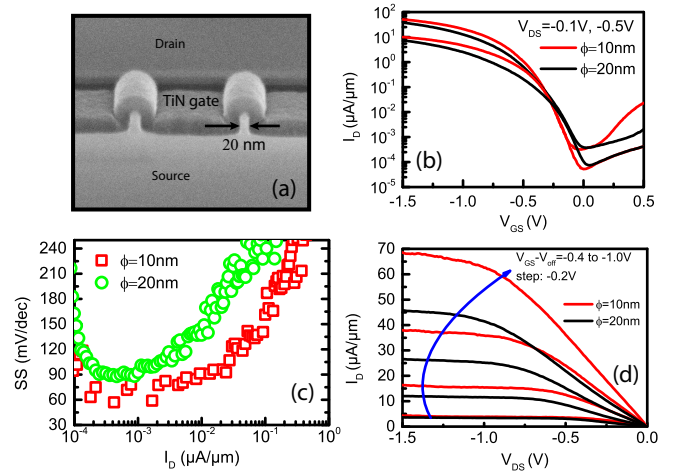 Drain
TiN gate
20 nm
Source
(a)
10²
10¹
10⁰
10⁻¹
10⁻²
10⁻³
10⁻⁴
10⁻⁵
I_D (µA/µm)
V_DS=-0.1V, -0.5V
ϕ=10nm
ϕ=20nm
(b)
-1.5 -1.0 -0.5 0.0 0.5
V_GS (V)
240
210
180
150
120
90
60
30
SS (mV/dec)
ϕ=10nm
ϕ=20nm
(c)
10⁻⁴ 10⁻³ 10⁻² 10⁻¹ 10⁰
I_D (µA/µm)
70
60
50
40
30
20
10
0
I_D (µA/µm)
V_GS-V_off=-0.4 to -1.0V
step: -0.2V
ϕ=10nm
ϕ=20nm
(d)
-1.5 -1.0 -0.5 0.0
V_DS (V)